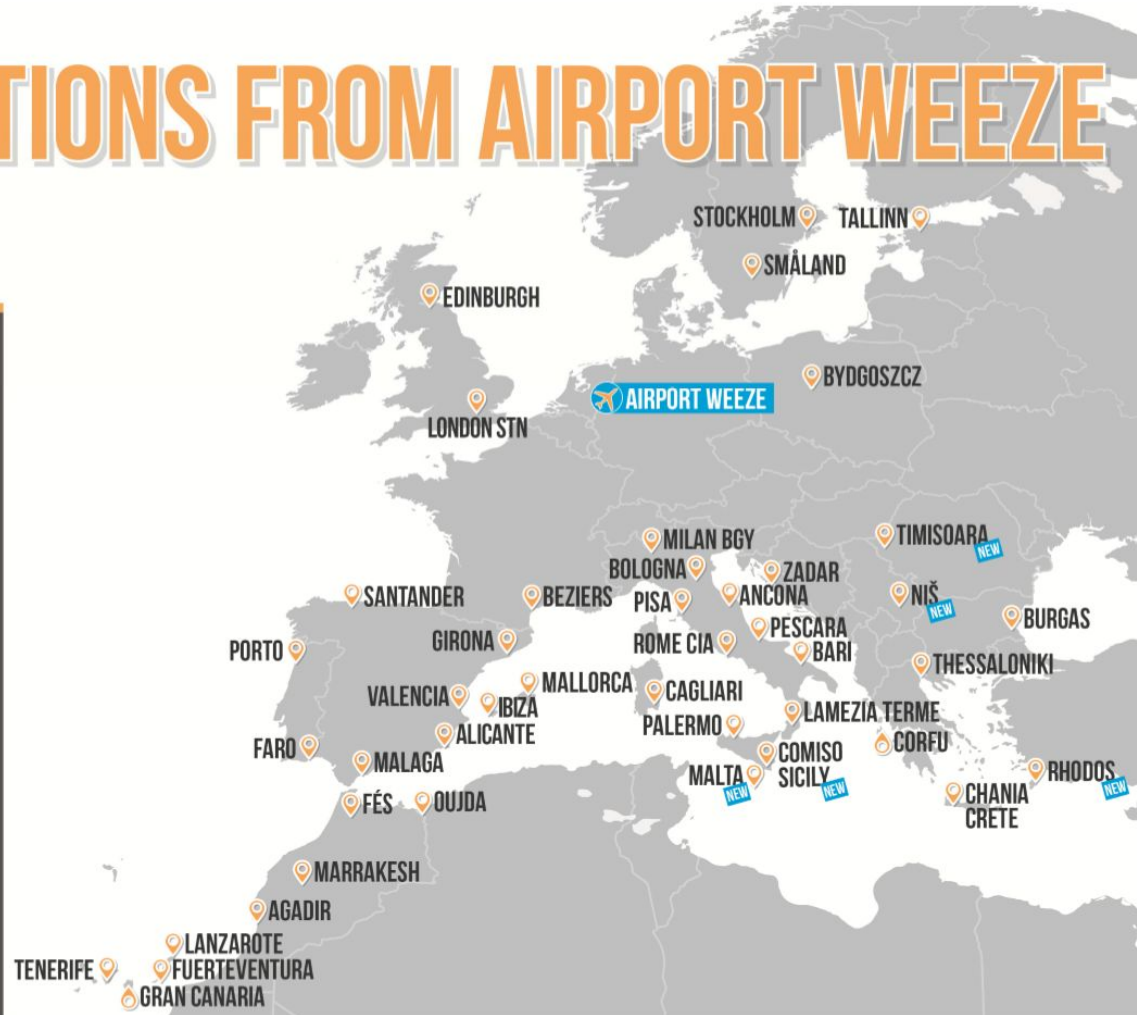 TIONS FROM AIRPORT WEEZE
STOCKHOLM
TALLINN
SMÅLAND
EDINBURGH
BYDGOSZCZ
AIRPORT WEEZE
LONDON STN
TIMISOARA
NEW
MILAN BGY
BOLOGNA
ZADAR
SANTANDER
BEZIERS
PISA
ANCONA
NIŠ
NEW
BURGAS
PORTO
GIRONA
ROME CIA
PESCARA
BARI
THESSALONIKI
VALENCIA
IBIZA
MALLORCA
CAGLIARI
PALERMO
LAMEZIA TERME
ALICANTE
CORFU
FARO
MALAGA
MALTA
NEW
COMISO
SICILY
NEW
RHODOS
NEW
CHANIA
CRETE
FÉS
OUJDA
MARRAKESH
AGADIR
LANZAROTE
TENERIFE
FUERTEVENTURA
GRAN CANARIA